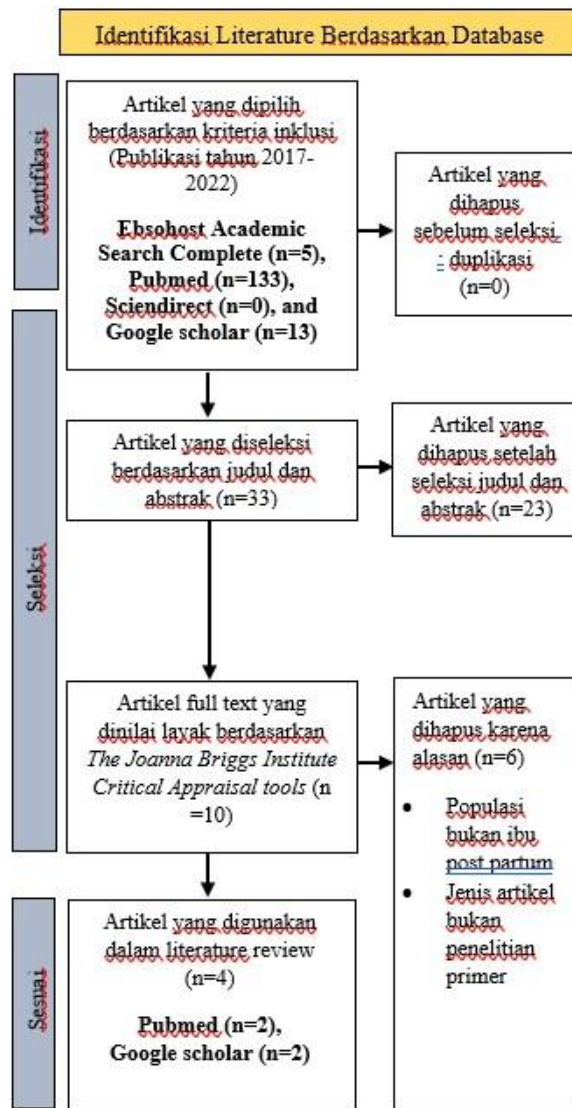 Identifikasi Literature Berdasarkan Database
Identifikasi
Artikel yang dipilih
berdasarkan kriteria inklusi
(Publikasi tahun 2017-
2022)
Ebsohost Academic
Search Complete (n=5),
Pubmed (n=133),
Sciendirect (n=0), and
Google scholar (n=13)
Artikel yang
dihapus
sebelum seleksi
: duplikasi
(n=0)
Seleksi
Artikel yang diseleksi
berdasarkan judul dan
abstrak (n=33)
Artikel yang
dihapus setelah
seleksi judul dan
abstrak (n=23)
Artikel full text yang
dinilai layak berdasarkan
The Joanna Briggs Institute
Critical Appraisal tools (n
=10)
Artikel yang
dihapus karena
alasan (n=6)
• Populasi
bukan ibu
post partum
• Jenis artikel
bukan
penelitian
primer
Sesuai
Artikel yang digunakan
dalam literature review
(n=4)
Pubmed (n=2),
Google scholar (n=2)